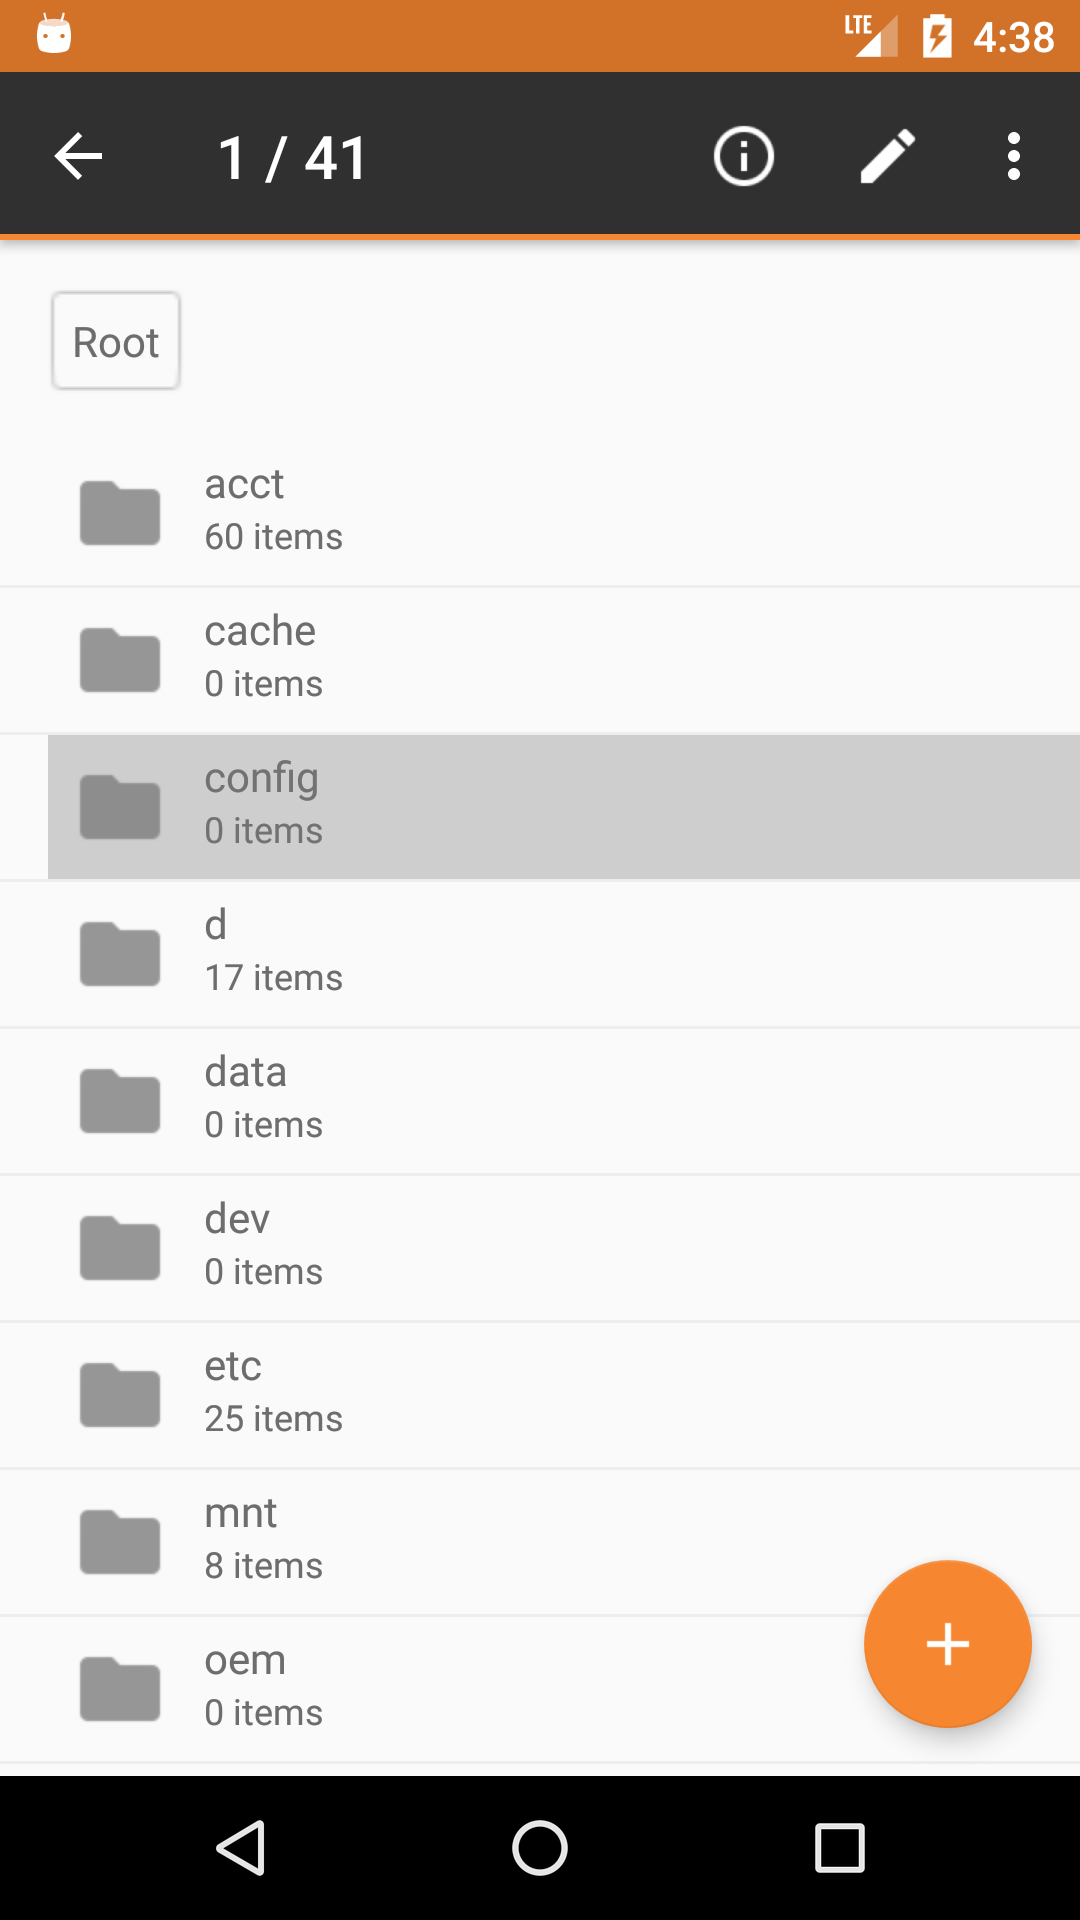 LTE 4:38
1 / 41
Root
acct
60 items
cache
0 items
config
0 items
d
17 items
data
0 items
dev
0 items
etc
25 items
mnt
8 items
oem
0 items